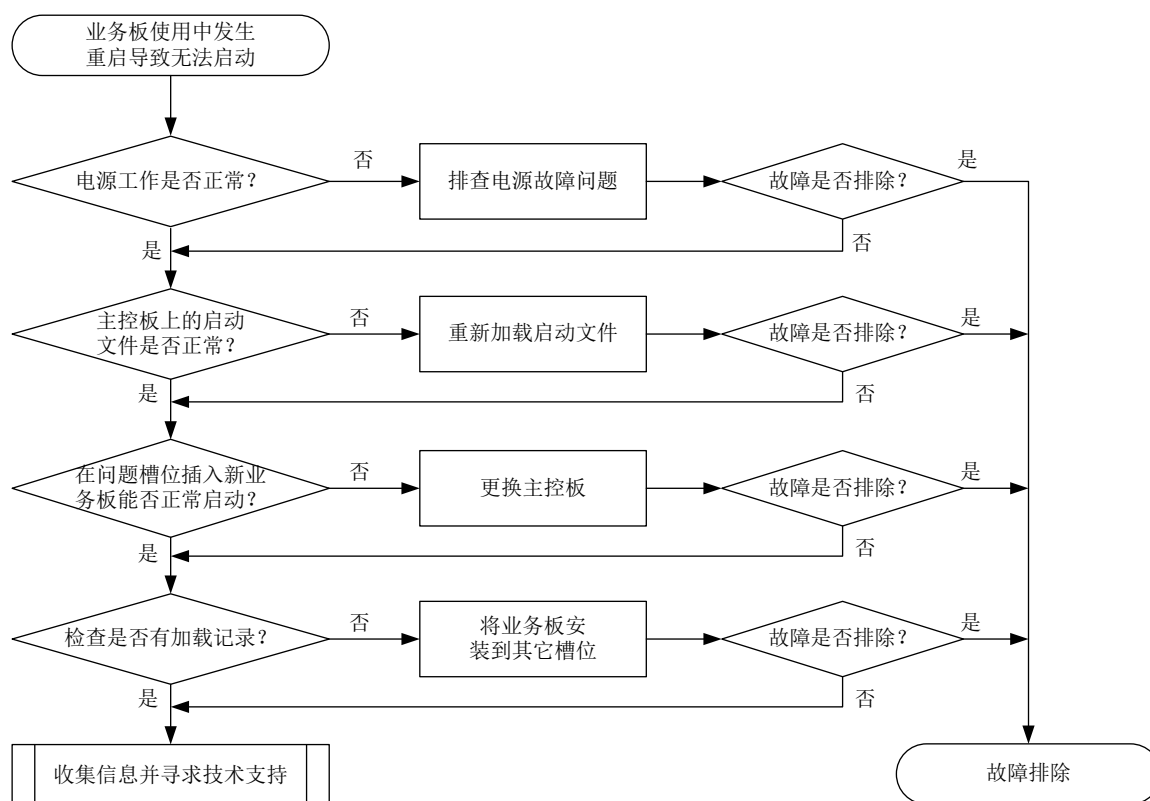 业务板使用中发生
重启导致无法启动
电源工作是否正常？
否
排查电源故障问题
故障是否排除？
是
是
否
主控板上的启动
文件是否正常？
否
重新加载启动文件
故障是否排除？
是
是
否
在问题槽位插入新业
务板能否正常启动？
否
更换主控板
故障是否排除？
是
是
否
检查是否有加载记录？
否
将业务板安
装到其它槽位
故障是否排除？
是
是
否
收集信息并寻求技术支持
故障排除